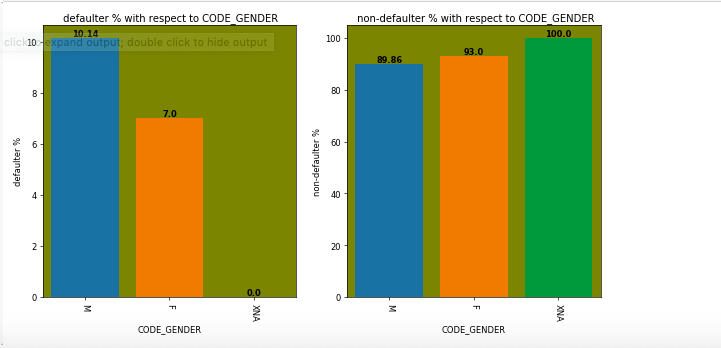 defaulter % with respect to CODE_GENDER
non-defaulter % with respect to CODE_GENDER
click to expand output; double click to hide output
10.14
7.0
0.0
10
8
6
4
2
0
defaulter %
M
F
XNA
CODE_GENDER
89.86
93.0
100.0
100
80
60
40
20
0
non-defaulter %
M
F
XNA
CODE_GENDER